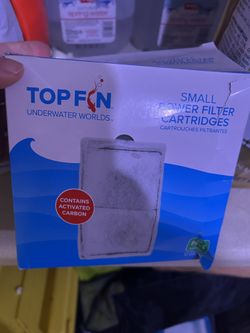 TOP FIN
UNDERWATER WORLDS
SMALL
POWER FILTER
CARTRIDGES
CARTOUCHES FILTRANTES
CONTAINS
ACTIVATED
CARBON